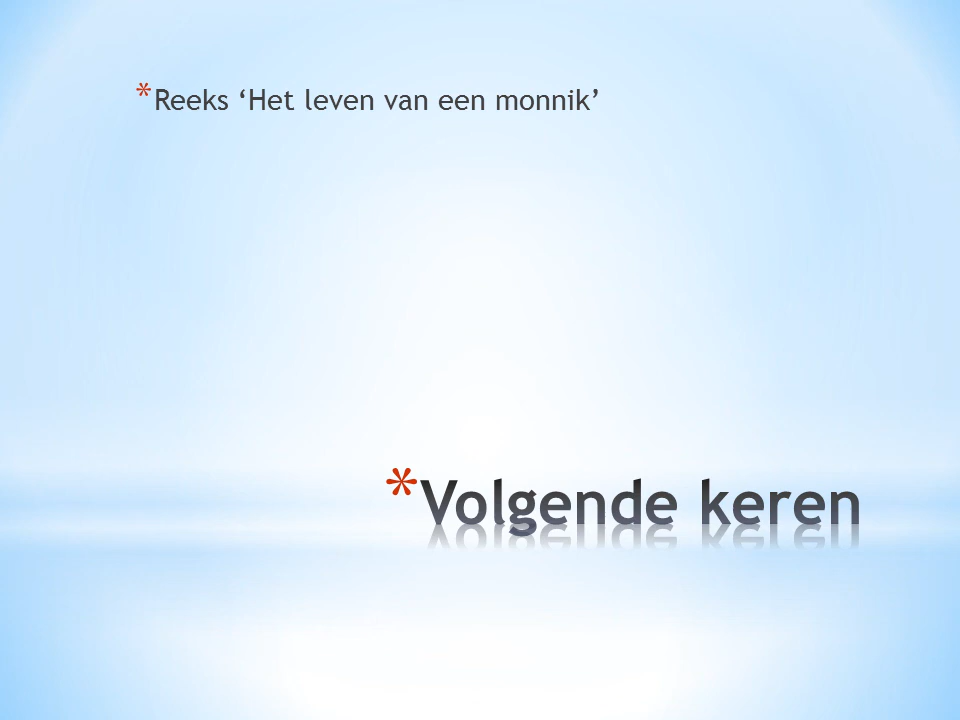 * Reeks ‘Het leven van een monnik’
* Volgende keren